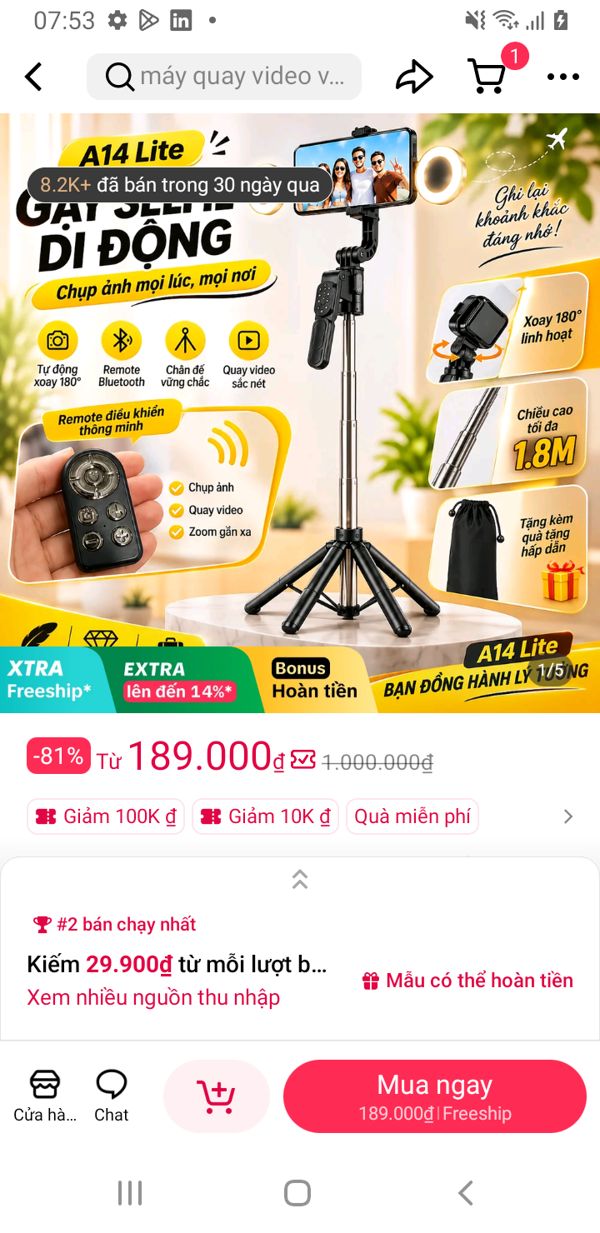 07:53
máy quay video v...
1
A14 Lite
8.2K+ đã bán trong 30 ngày qua
GẬY SELFIE
DI ĐỘNG
Chụp ảnh mọi lúc, mọi nơi
Ghi lại
khoảnh khắc
đáng nhớ!
Tự động
xoay 180°
Remote
Bluetooth
Chân đế
vững chắc
Quay video
sắc nét
Xoay 180°
linh hoạt
Remote điều khiển
thông minh
Chụp ảnh
Quay video
Zoom gần xa
Chiều cao
tối đa
1.8M
Tặng kèm
quà tặng
hấp dẫn
XTRA
Freeship*
EXTRA
lên đến 14%*
Bonus
Hoàn tiền
A14 Lite
BẠN ĐỒNG HÀNH LÝ TƯỞNG
1/5
-81% Từ 189.000₫ 1.000.000₫
Giảm 100K ₫
Giảm 10K ₫
Quà miễn phí
#2 bán chạy nhất
Kiếm 29.900₫ từ mỗi lượt b...
Xem nhiều nguồn thu nhập
Mẫu có thể hoàn tiền
Cửa hà...
Chat
Mua ngay
189.000₫ | Freeship